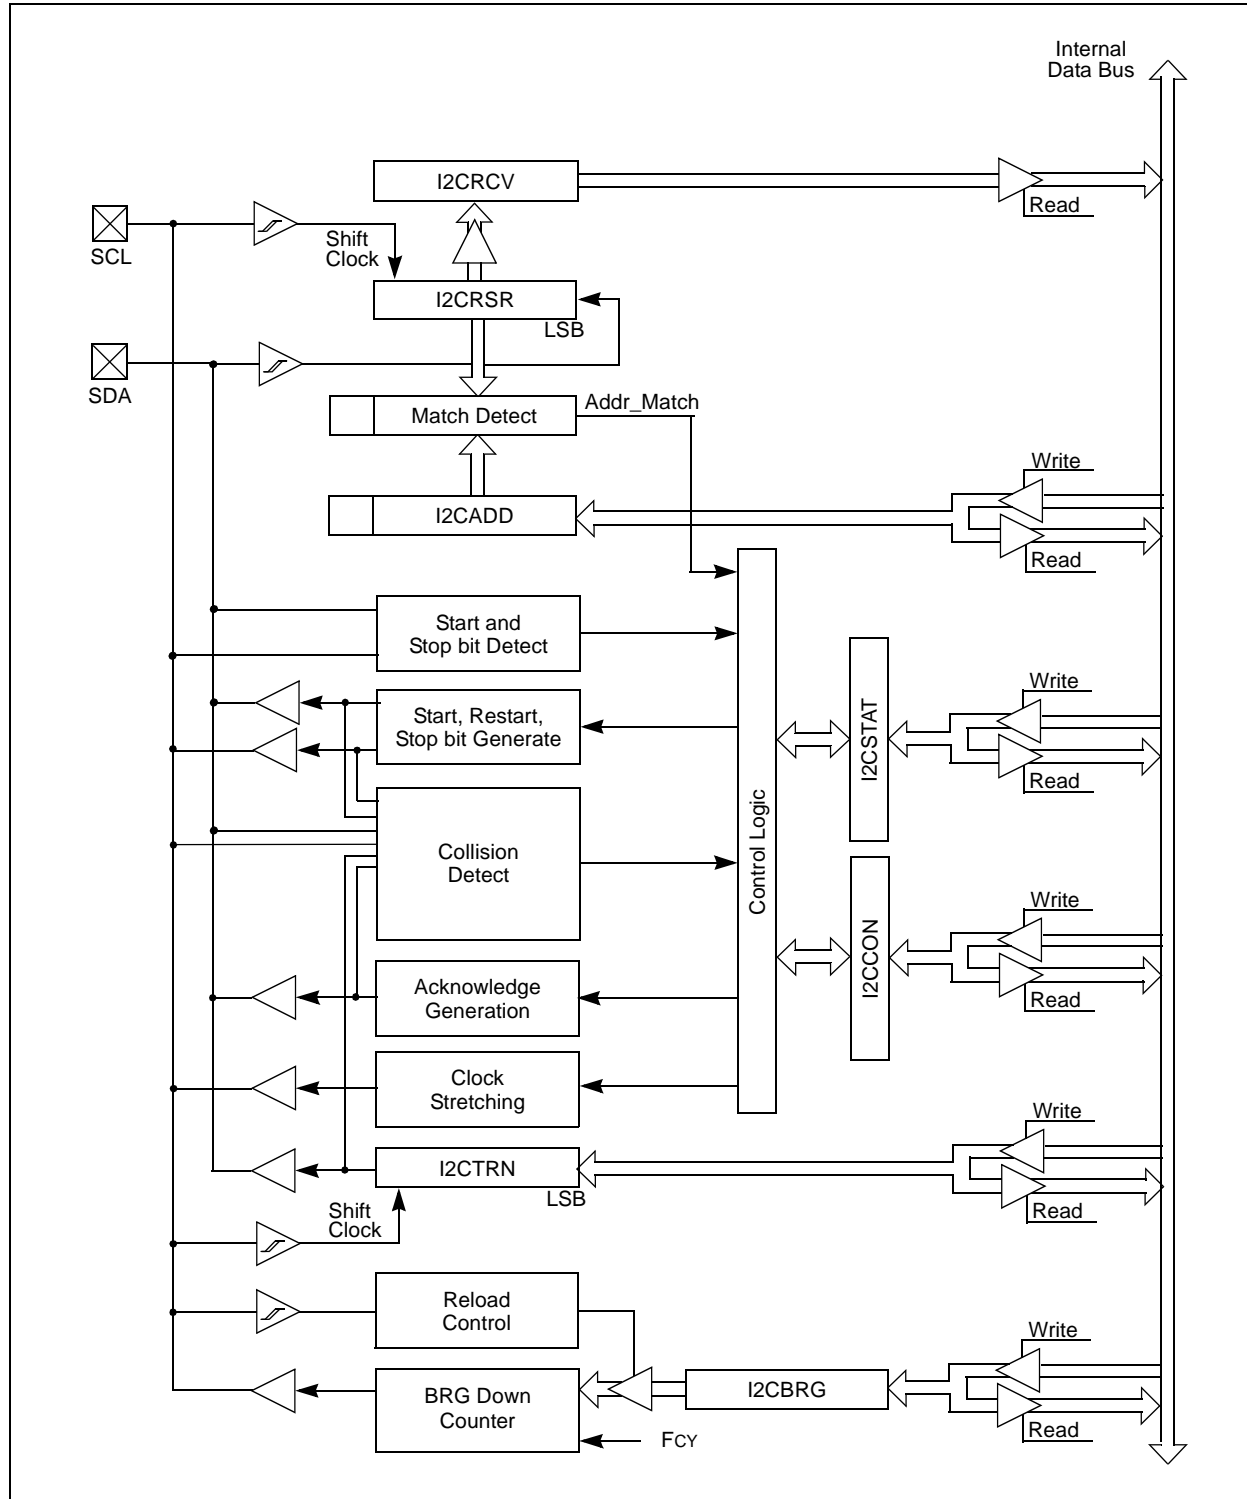 Internal
Data Bus
I2CRCV
Read
SCL
Shift
Clock
I2CRSR
LSB
SDA
Match Detect
Addr_Match
Write
I2CADD
Read
Start and
Stop bit Detect
Write
Start, Restart,
Stop bit Generate
I2CSTAT
Read
Control Logic
Collision
Detect
Write
I2CCON
Acknowledge
Generation
Read
Clock
Stretching
Write
I2CTRN
LSB
Read
Shift
Clock
Reload
Control
Write
BRG Down
Counter
I2CBRG
Read
FCY